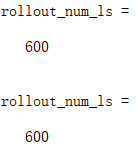 rollout_num_ls =
600
rollout_num_ls =
600